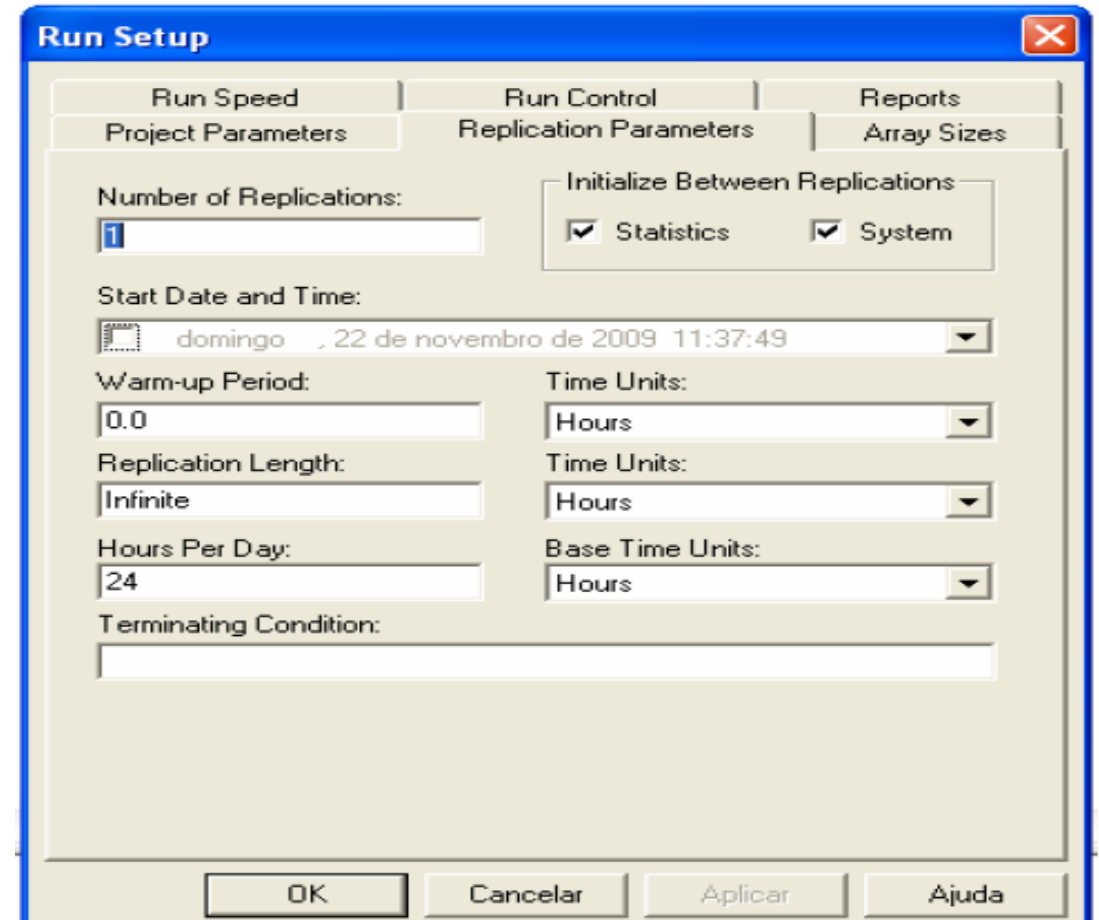 Run Setup
Run Speed Run Control Reports
Project Parameters Replication Parameters Array Sizes
Number of Replications:
1
Initialize Between Replications
Statistics System
Start Date and Time:
domingo , 22 de novembro de 2009 11:37:49
Warm-up Period: Time Units:
0.0 Hours
Replication Length: Time Units:
Infinite Hours
Hours Per Day: Base Time Units:
24 Hours
Terminating Condition:
OK Cancelar Aplicar Ajuda